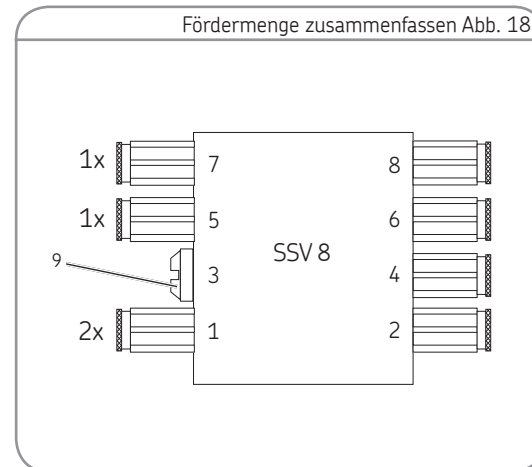 Fördermenge zusammenfassen Abb. 18
1x 7 8
1x 5 6
SSV 8
9 3 4
2x 1 2